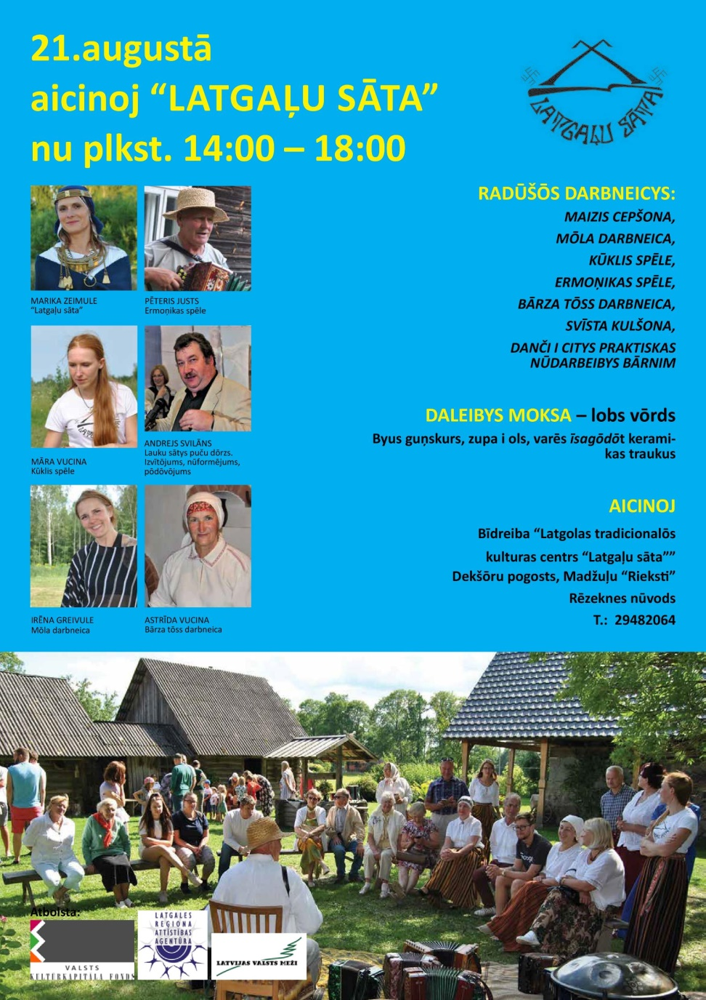 21.augustā
aicinoj “LATGAĻU SĀTA”
nu plkst. 14:00 – 18:00
LATGAĻU SĀTA
MARIKA ZEIMULE
“Latgaļu sāta”
PĒTERIS JUSTS
Ermoņikas spēle
MĀRA VUCINA
Kūklis spēle
ANDREJS SVILĀNS
Lauku sātys puču dōrzs.
Izvītōjums, nūformējums,
pōdōvōjums
IRĒNA GREIVULE
Mōla darbneica
ASTRĪDA VUCINA
Bārza tōss darbneica
RADŪŠŌS DARBNEICYS:
MAIZIS CEPŠONA,
MŌLA DARBNEICA,
KŪKLIS SPĒLE,
ERMOŅIKAS SPĒLE,
BĀRZA TŌSS DARBNEICA,
SVĪSTA KULŠONA,
DANČI I CITYS PRAKTISKAS
NŪDARBEIBYS BĀRNIM
DALEIBYS MOKSA – lobs vōrds
Byus guņskurs, zupa i ols, varēs īsagōdōt kerami-
kas traukus
AICINOJ
Bīdreiba “Latgolas tradicionalōs
kulturas centrs “Latgaļu sāta””
Dekšōru pogosts, Madžuļu “Rieksti”
Rēzeknes nūvods
T.: 29482064
Atbolsta:
VALSTS
KULTŪRKAPITĀLA FONDS
LATGALES
REĢIONA
ATTĪSTĪBAS
AĢENTŪRA
LATVIJAS VALSTS MEŽI